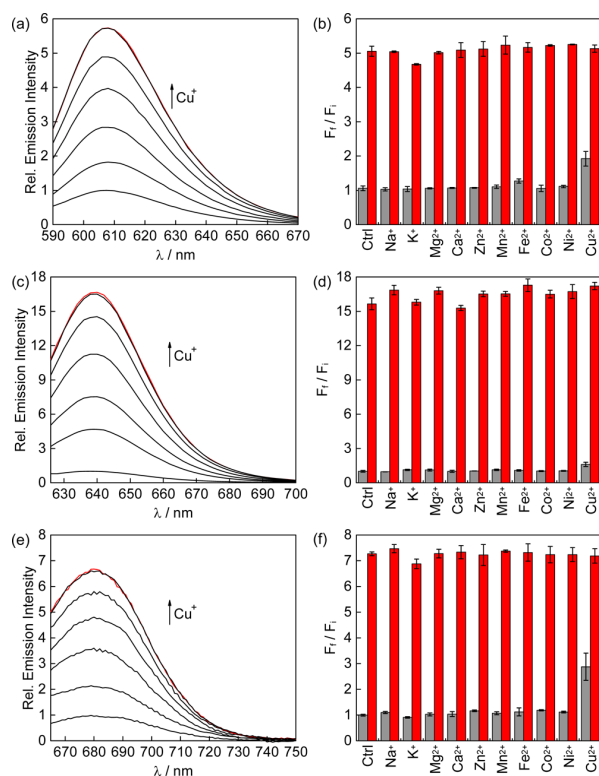 (a)
6
5
4
3
2
1
0
Rel. Emission Intensity
Cu⁺
590 600 610 620 630 640 650 660 670
λ / nm
(b)
6
5
4
3
2
1
0
F_f / F_i
Ctrl Na⁺ K⁺ Mg²⁺ Ca²⁺ Zn²⁺ Mn²⁺ Fe²⁺ Co²⁺ Ni²⁺ Cu²⁺
(c)
18
15
12
9
6
3
0
Rel. Emission Intensity
Cu⁺
630 640 650 660 670 680 690 700
λ / nm
(d)
18
15
12
9
6
3
0
F_f / F_i
Ctrl Na⁺ K⁺ Mg²⁺ Ca²⁺ Zn²⁺ Mn²⁺ Fe²⁺ Co²⁺ Ni²⁺ Cu²⁺
(e)
8
7
6
5
4
3
2
1
0
Rel. Emission Intensity
Cu⁺
670 680 690 700 710 720 730 740 750
λ / nm
(f)
8
7
6
5
4
3
2
1
0
F_f / F_i
Ctrl Na⁺ K⁺ Mg²⁺ Ca²⁺ Zn²⁺ Mn²⁺ Fe²⁺ Co²⁺ Ni²⁺ Cu²⁺